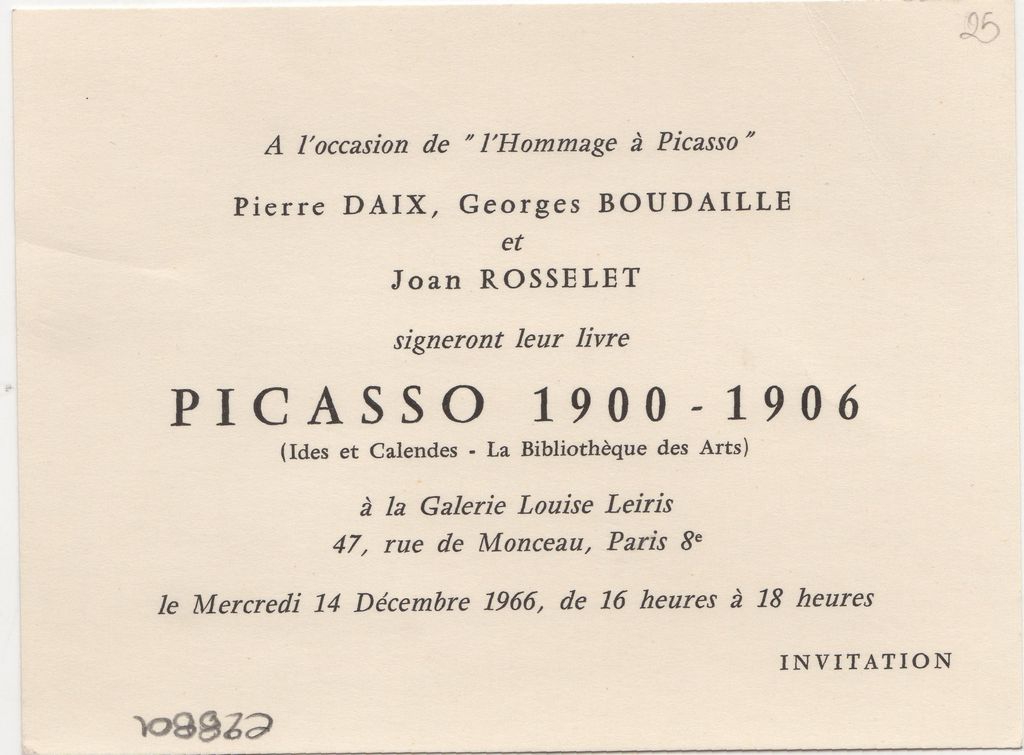 25
A l'occasion de "l'Hommage à Picasso"
Pierre DAIX, Georges BOUDAILLE
et
Joan ROSSELET
signeront leur livre
PICASSO 1900 - 1906
(Ides et Calendes - La Bibliothèque des Arts)
à la Galerie Louise Leiris
47, rue de Monceau, Paris 8e
le Mercredi 14 Décembre 1966, de 16 heures à 18 heures
INVITATION